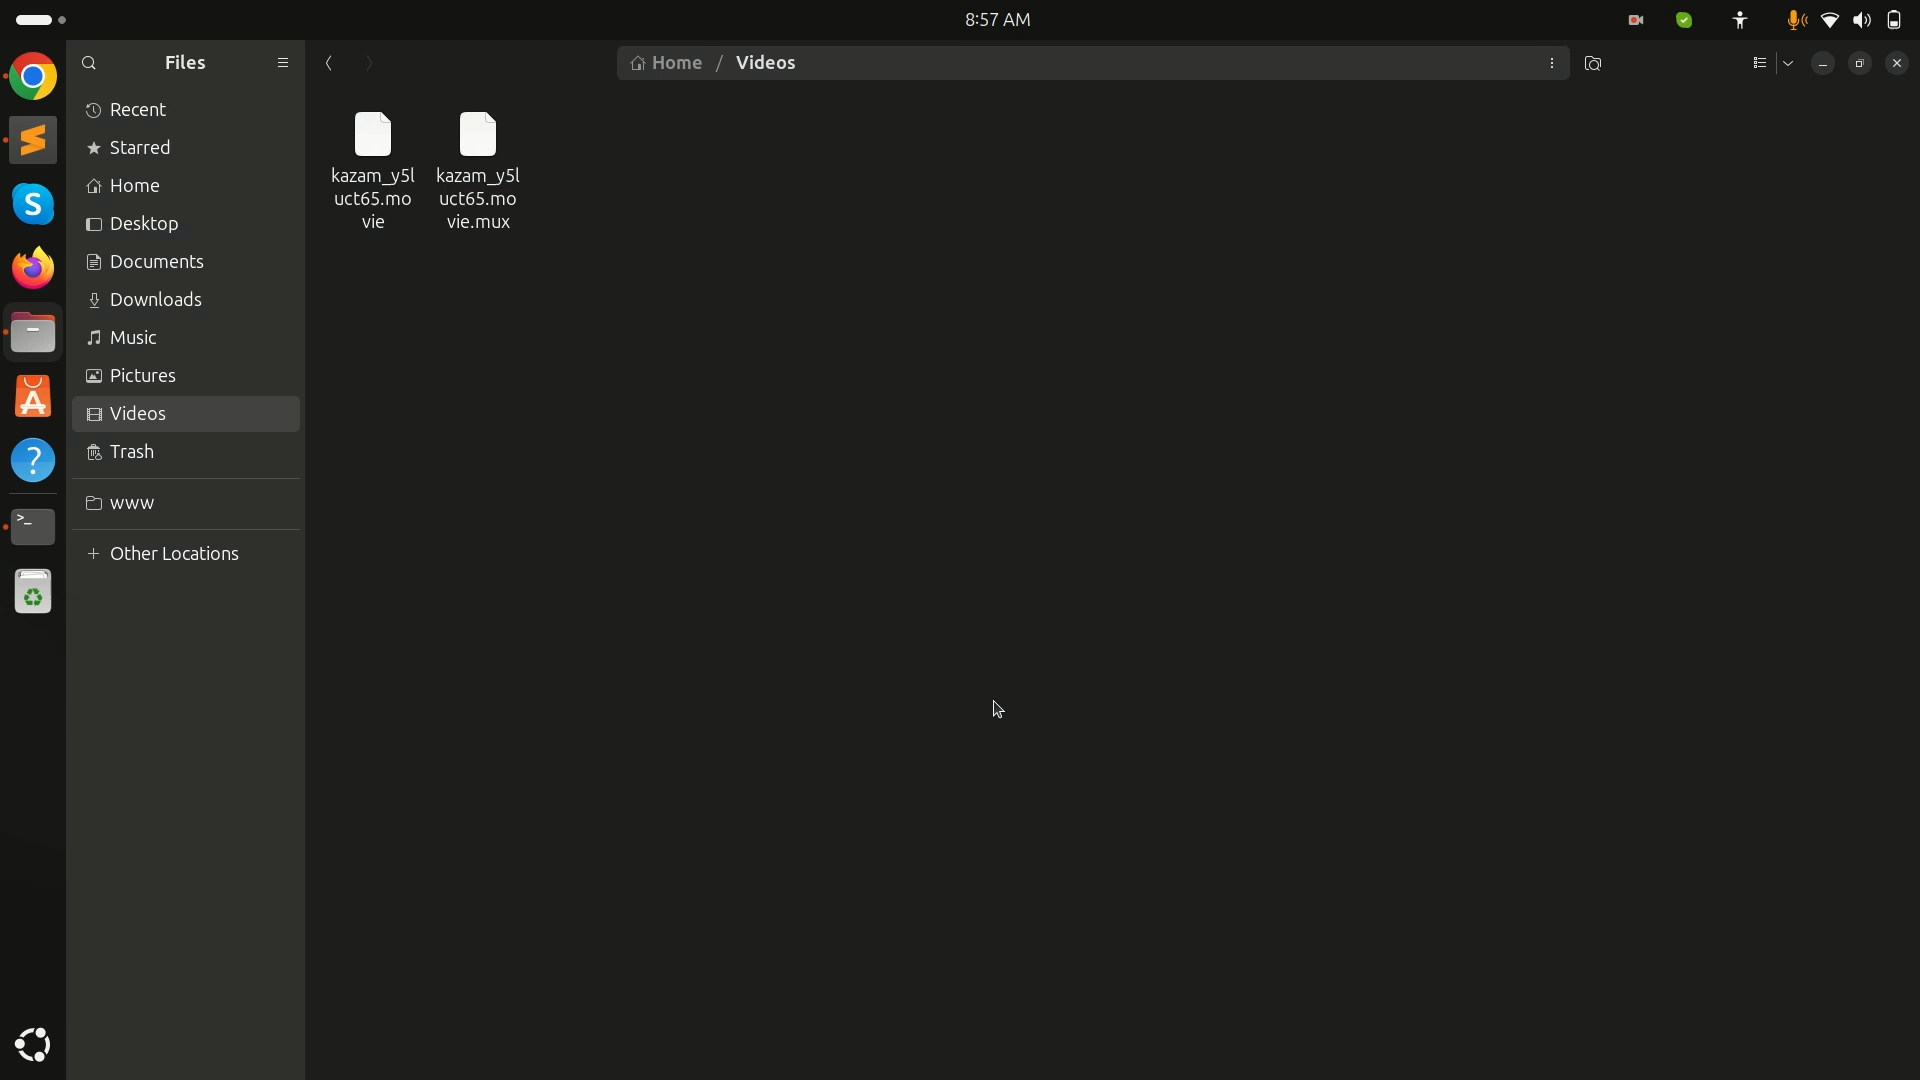 8:57 AM
Files
Home / Videos
Recent
Starred
Home
Desktop
Documents
Downloads
Music
Pictures
Videos
Trash
www
Other Locations
kazam_y5l
uct65.mo
vie
kazam_y5l
uct65.mo
vie.mux